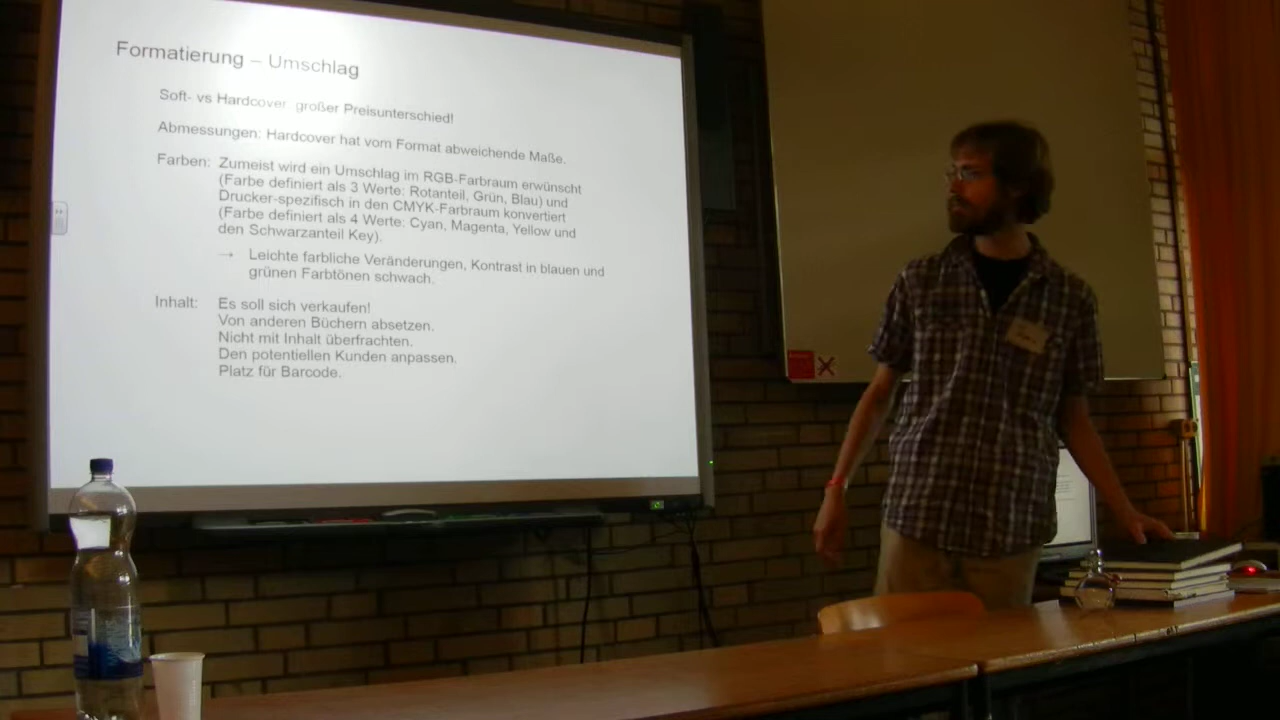 Formatierung – Umschlag
Soft- vs Hardcover großer Preisunterschied!
Abmessungen: Hardcover hat vom Format abweichende Maße.
Farben: Zumeist wird ein Umschlag im RGB-Farbraum erwünscht
(Farbe definiert als 3 Werte: Rotanteil, Grün, Blau) und
Drucker-spezifisch in den CMYK-Farbraum konvertiert
(Farbe definiert als 4 Werte: Cyan, Magenta, Yellow und
den Schwarzanteil Key).
→ Leichte farbliche Veränderungen, Kontrast in blauen und
grünen Farbtönen schwach.
Inhalt: Es soll sich verkaufen!
Von anderen Büchern absetzen.
Nicht mit Inhalt überfrachten.
Den potentiellen Kunden anpassen.
Platz für Barcode.